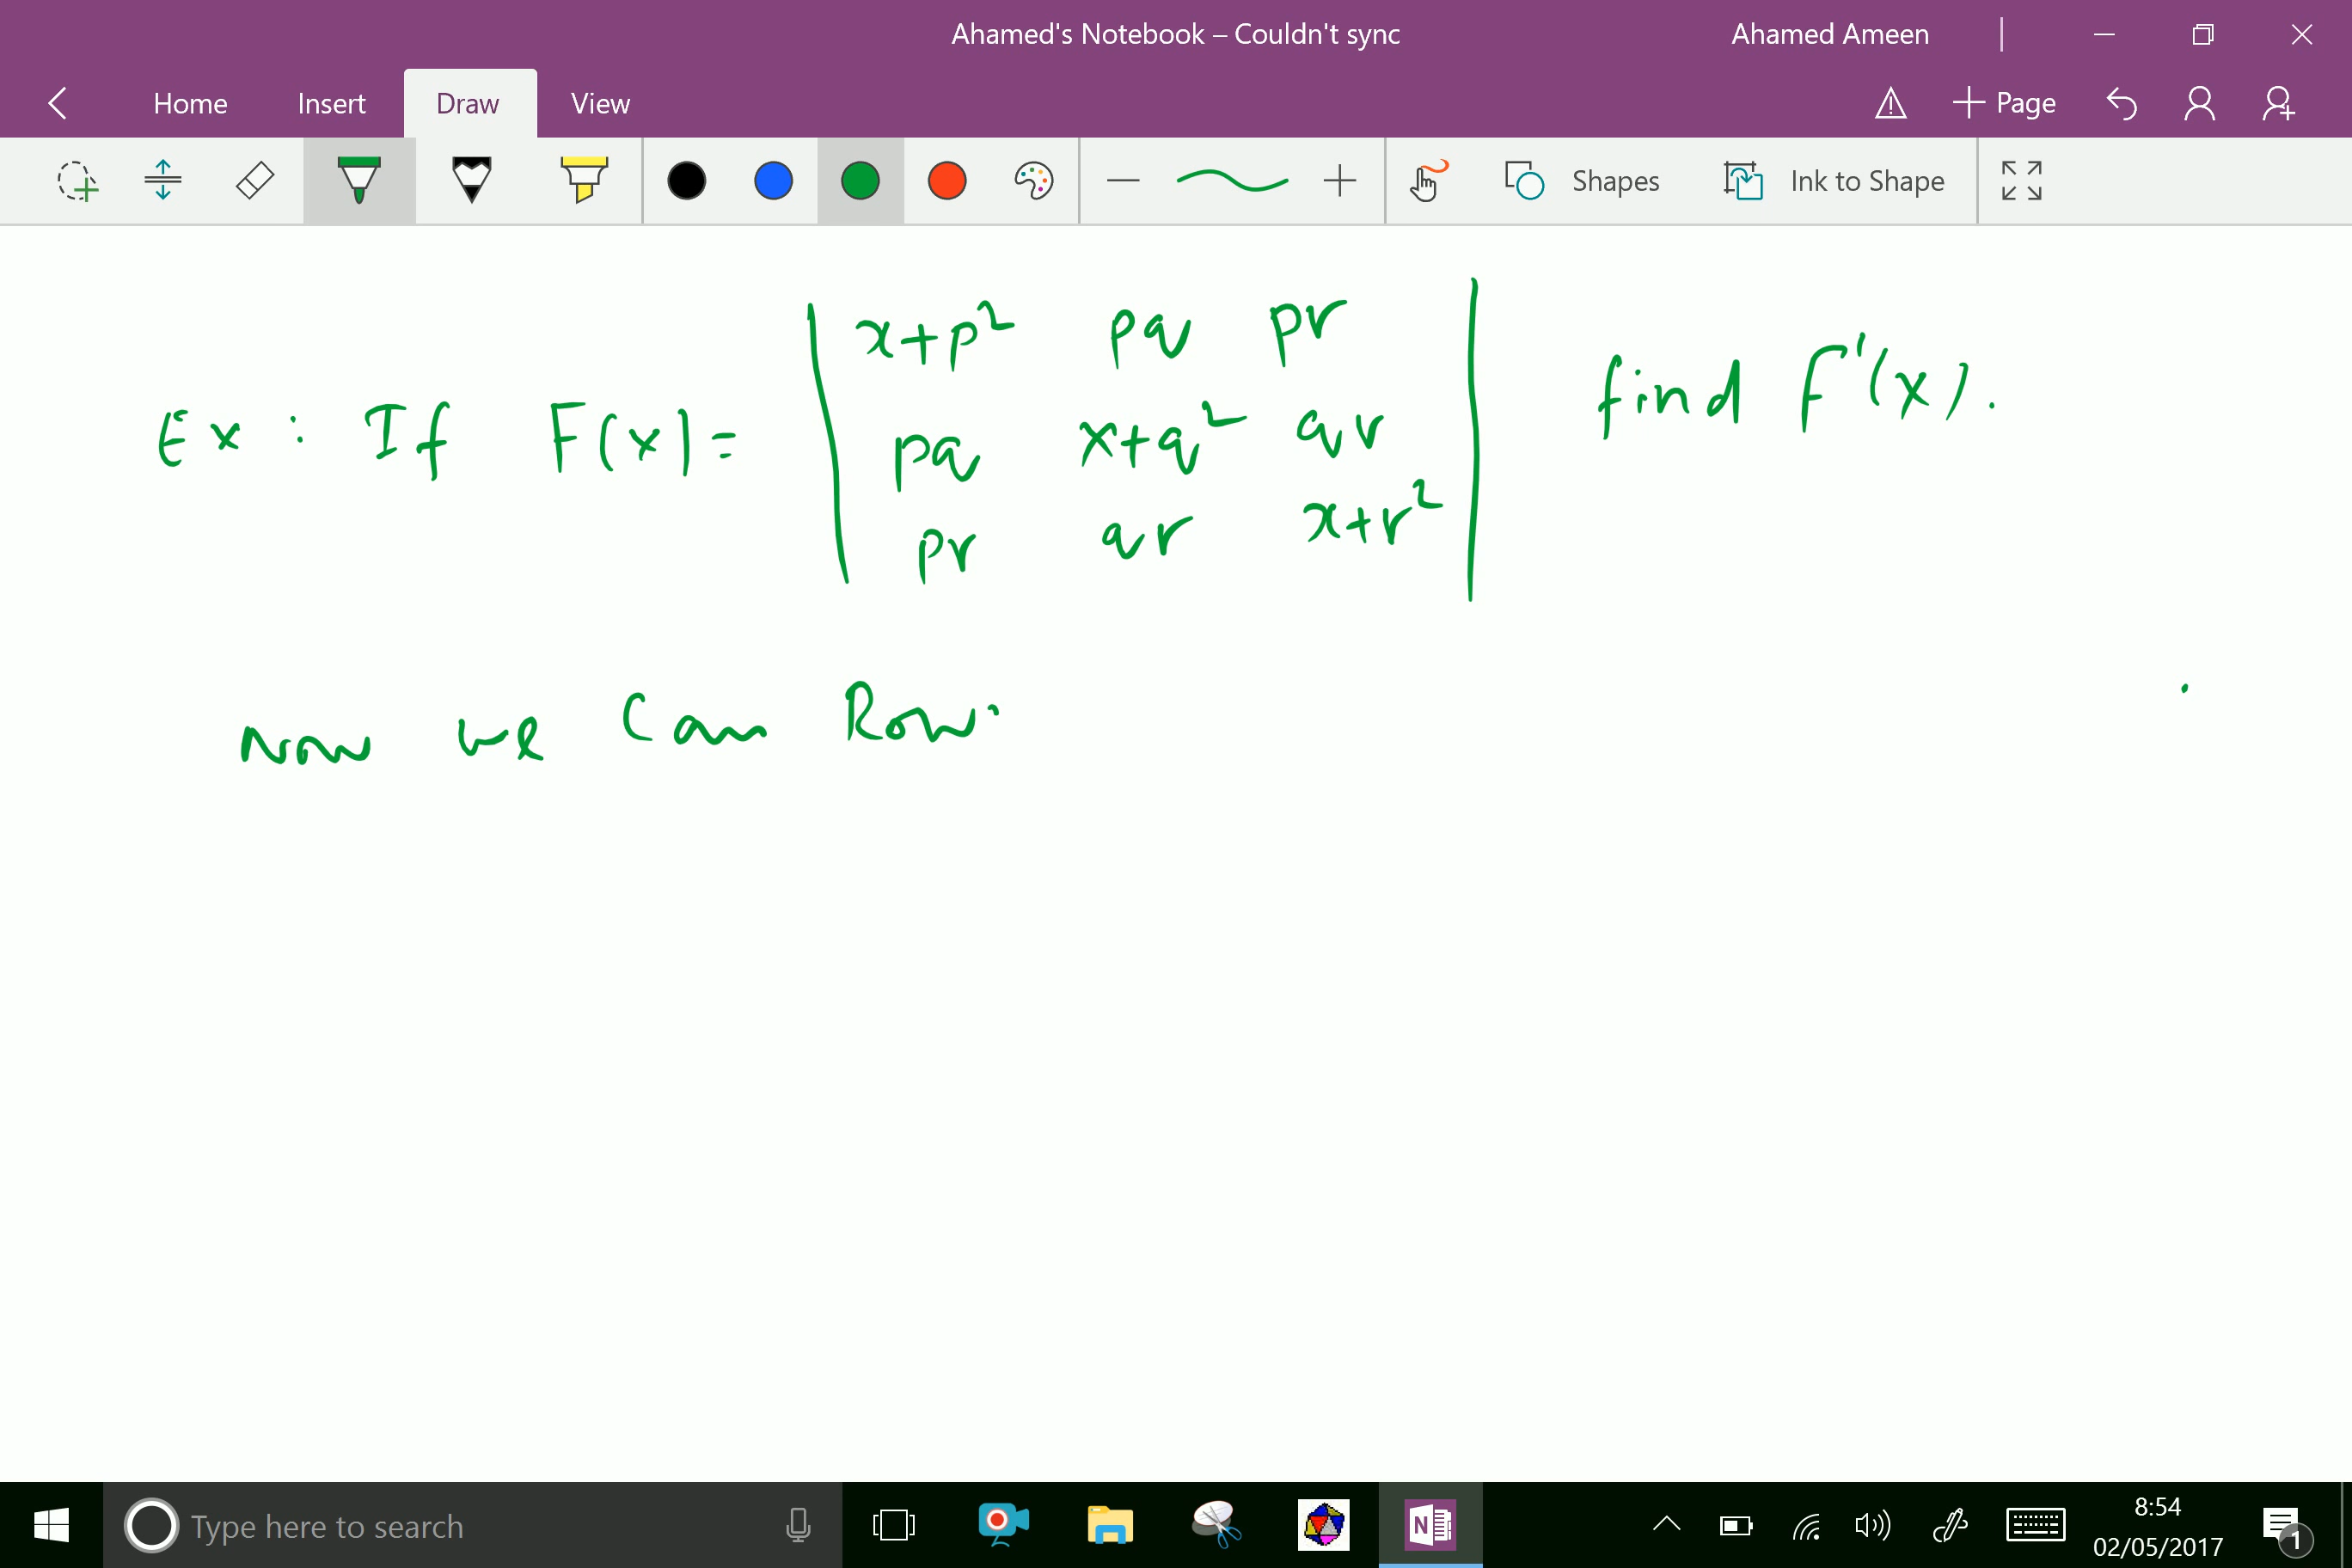 Ahamed's Notebook – Couldn't sync Ahamed Ameen
Home Insert Draw View Page
Shapes Ink to Shape
x+p² pq pr
Ex : If F(x)= pq x+q² qr find F'(x).
pr qr x+r²
Now we Can Row
Type here to search
N
8:54
02/05/2017
1